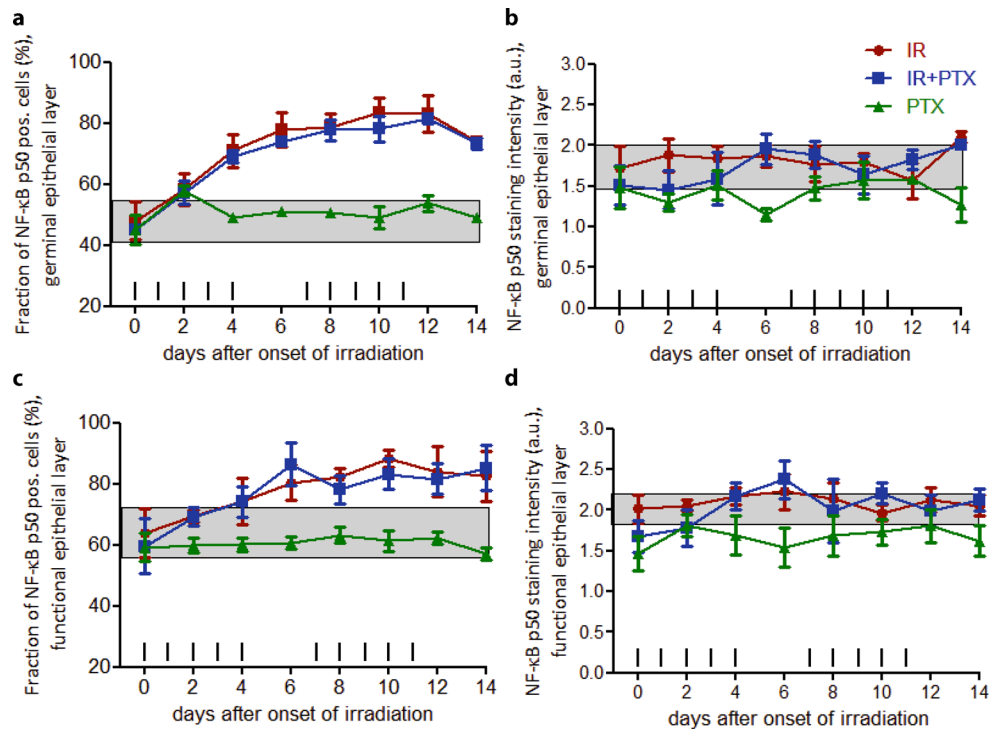 a
Fraction of NF-κB p50 pos. cells (%),
germinal epithelial layer
100
80
60
40
20
0 2 4 6 8 10 12 14
days after onset of irradiation
b
NF-κB p50 staining intensity (a.u.),
germinal epithelial layer
3.0
2.5
2.0
1.5
1.0
0.5
0.0
IR
IR+PTX
PTX
0 2 4 6 8 10 12 14
days after onset of irradiation
c
Fraction of NF-κB p50 pos. cells (%),
functional epithelial layer
100
80
60
40
20
0 2 4 6 8 10 12 14
days after onset of irradiation
d
NF-κB p50 staining intensity (a.u.),
functional epithelial layer
3.0
2.5
2.0
1.5
1.0
0.5
0.0
0 2 4 6 8 10 12 14
days after onset of irradiation